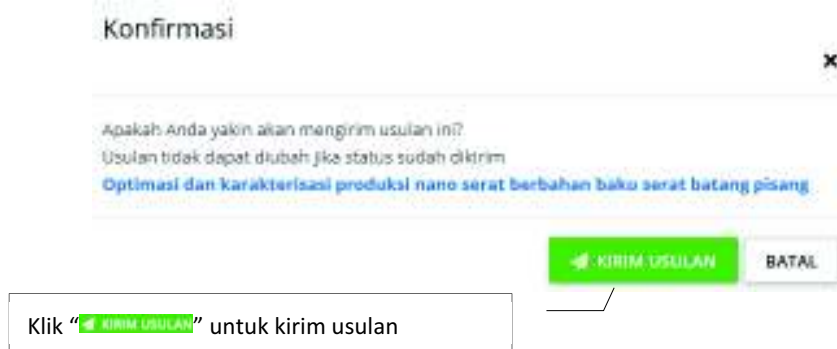 Konfirmasi
×
Apakah Anda yakin akan mengirim usulan ini?
Usulan tidak dapat diubah jika status sudah dikirim
Optimasi dan karakterisasi produksi nano serat berbahan baku serat batang pisang
KIRIM USULAN BATAL
Klik “KIRIM USULAN” untuk kirim usulan